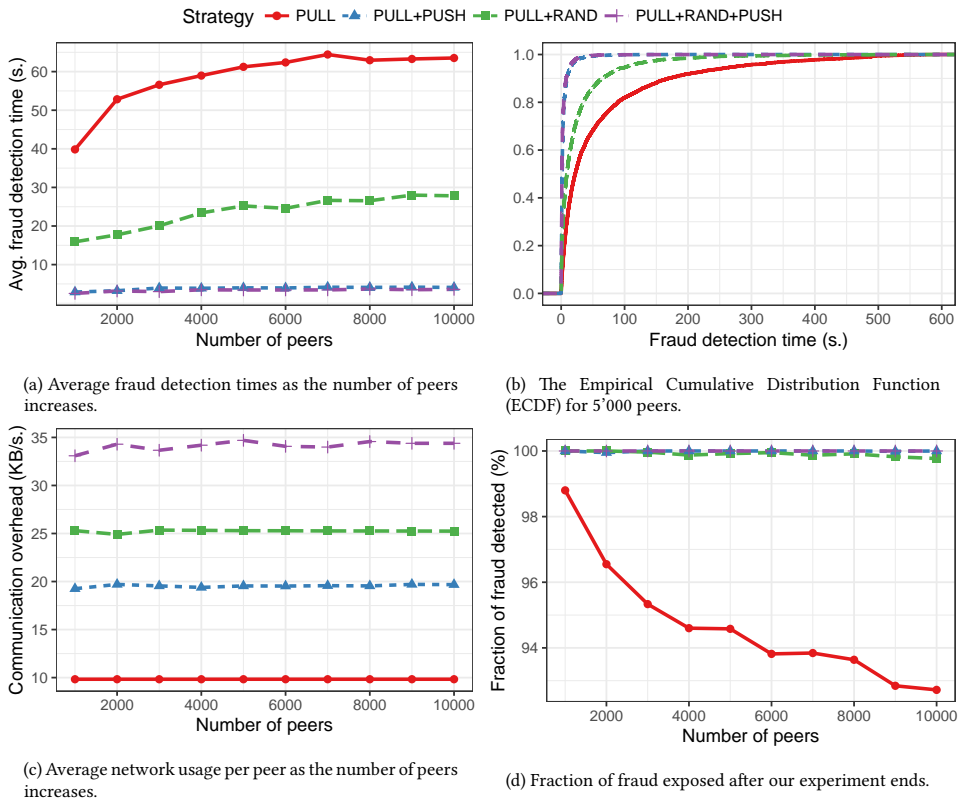 Strategy PULL PULL+PUSH PULL+RAND PULL+RAND+PUSH
Avg. fraud detection time (s.)
60
50
40
30
20
10
2000 4000 6000 8000 10000
Number of peers
(a) Average fraud detection times as the number of peers
increases.
1.0
0.8
0.6
0.4
0.2
0.0
0 100 200 300 400 500 600
Fraud detection time (s.)
(b) The Empirical Cumulative Distribution Function
(ECDF) for 5'000 peers.
Communication overhead (KB/s.)
35
30
25
20
15
10
2000 4000 6000 8000 10000
Number of peers
(c) Average network usage per peer as the number of peers
increases.
Fraction of fraud detected (%)
100
98
96
94
2000 4000 6000 8000 10000
Number of peers
(d) Fraction of fraud exposed after our experiment ends.